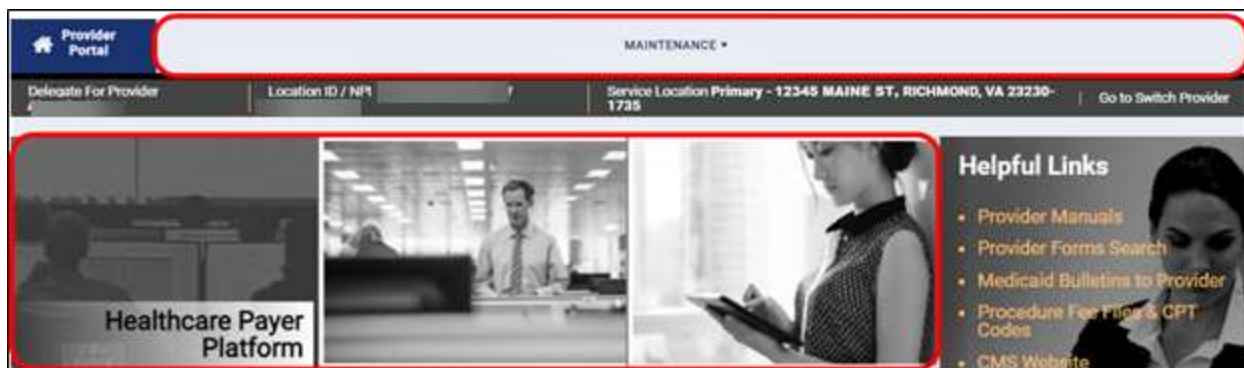 Provider
Portal
MAINTENANCE
Delegate For Provider
Location ID / NPI
Service Location Primary - 12345 MAINE ST, RICHMOND, VA 23230-
1735
Go to Switch Provider
Healthcare Payer
Platform
Helpful Links
Provider Manuals
Provider Forms Search
Medicaid Bulletins to Provider
Procedure Fee Files & CPT
Codes
CMS Website